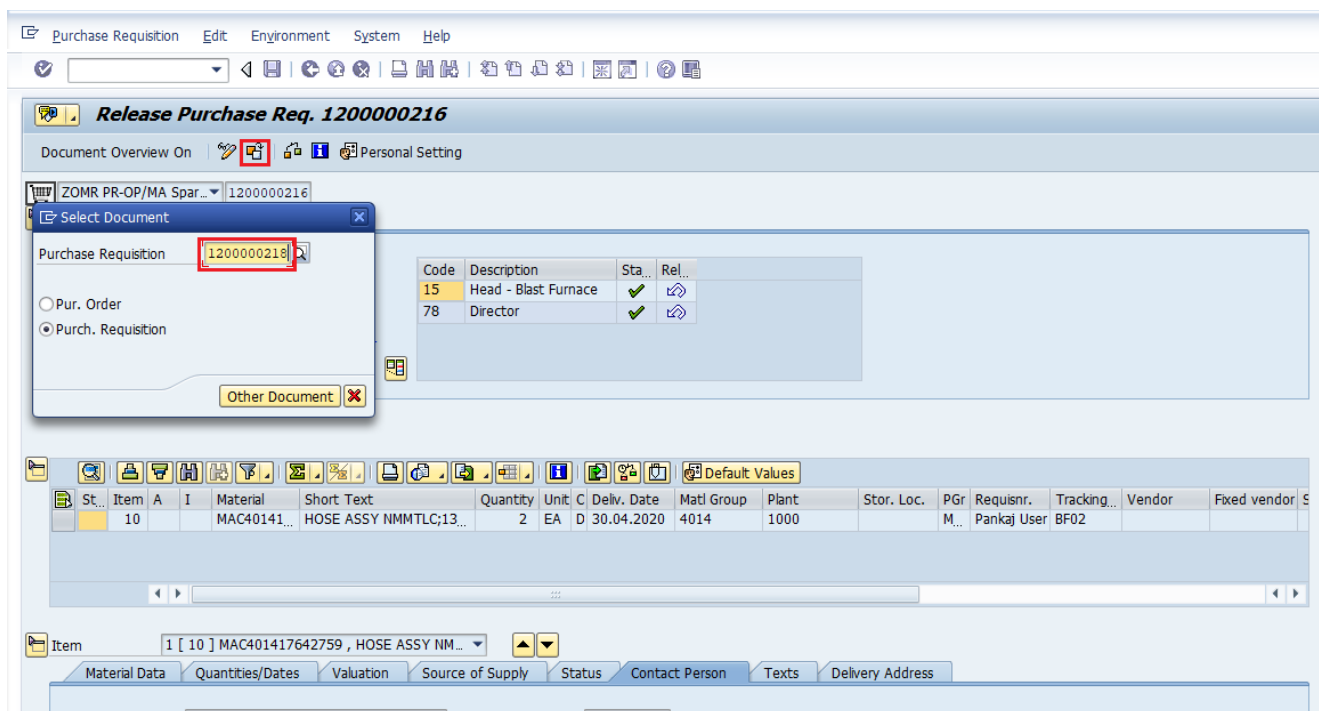 Purchase Requisition Edit Environment System Help
Release Purchase Req. 1200000216
Document Overview On Personal Setting
ZOMR PR-OP/MA Spar... 1200000216
Select Document
Purchase Requisition 1200000218
Pur. Order
Purch. Requisition
Other Document
Code Description Sta... Rel...
15 Head - Blast Furnace
78 Director
Default Values
St... Item A I Material Short Text Quantity Unit C Deliv. Date Matl Group Plant Stor. Loc. PGr Requisnr. Tracking... Vendor Fixed vendor S
10 MAC40141... HOSE ASSY NMMTLC;13... 2 EA D 30.04.2020 4014 1000 M... Pankaj User BF02
Item 1 [ 10 ] MAC401417642759 , HOSE ASSY NM...
Material Data Quantities/Dates Valuation Source of Supply Status Contact Person Texts Delivery Address